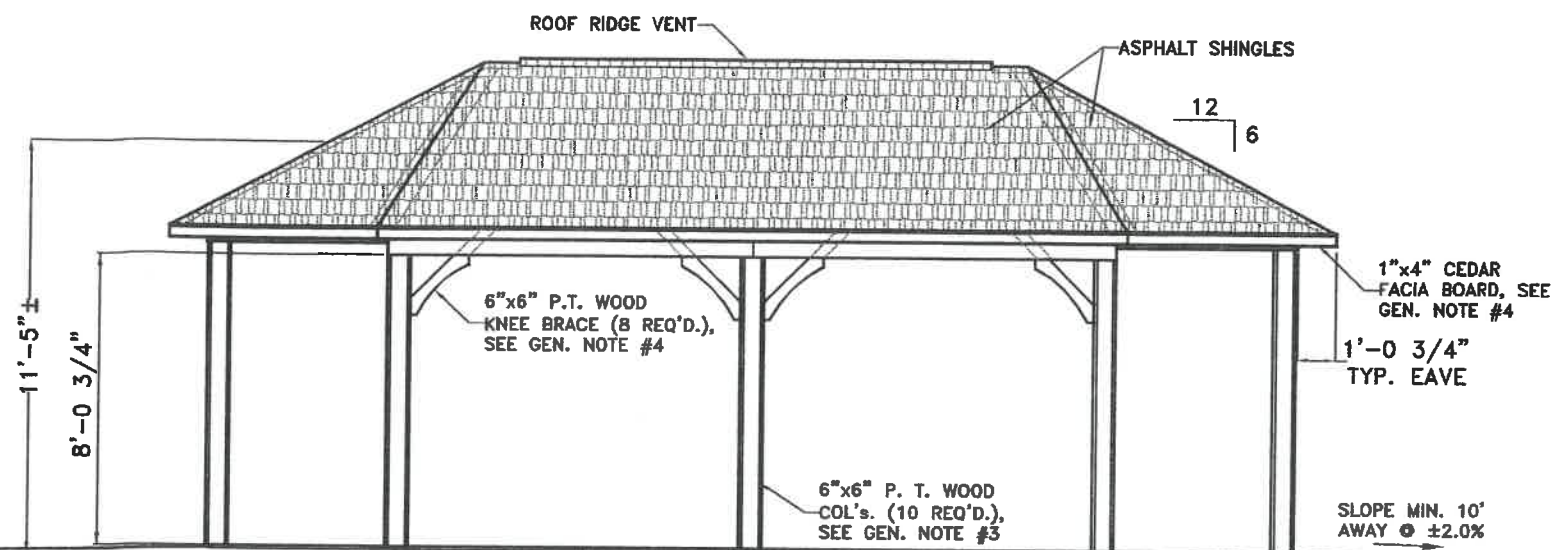 ROOF RIDGE VENT
ASPHALT SHINGLES
12
6
11'-5"±
8'-0 3/4"
6"x6" P.T. WOOD
KNEE BRACE (8 REQ'D.),
SEE GEN. NOTE #4
1"x4" CEDAR
FACIA BOARD, SEE
GEN. NOTE #4
1'-0 3/4"
TYP. EAVE
6"x6" P. T. WOOD
COL's. (10 REQ'D.),
SEE GEN. NOTE #3
SLOPE MIN. 10'
AWAY @ ±2.0%